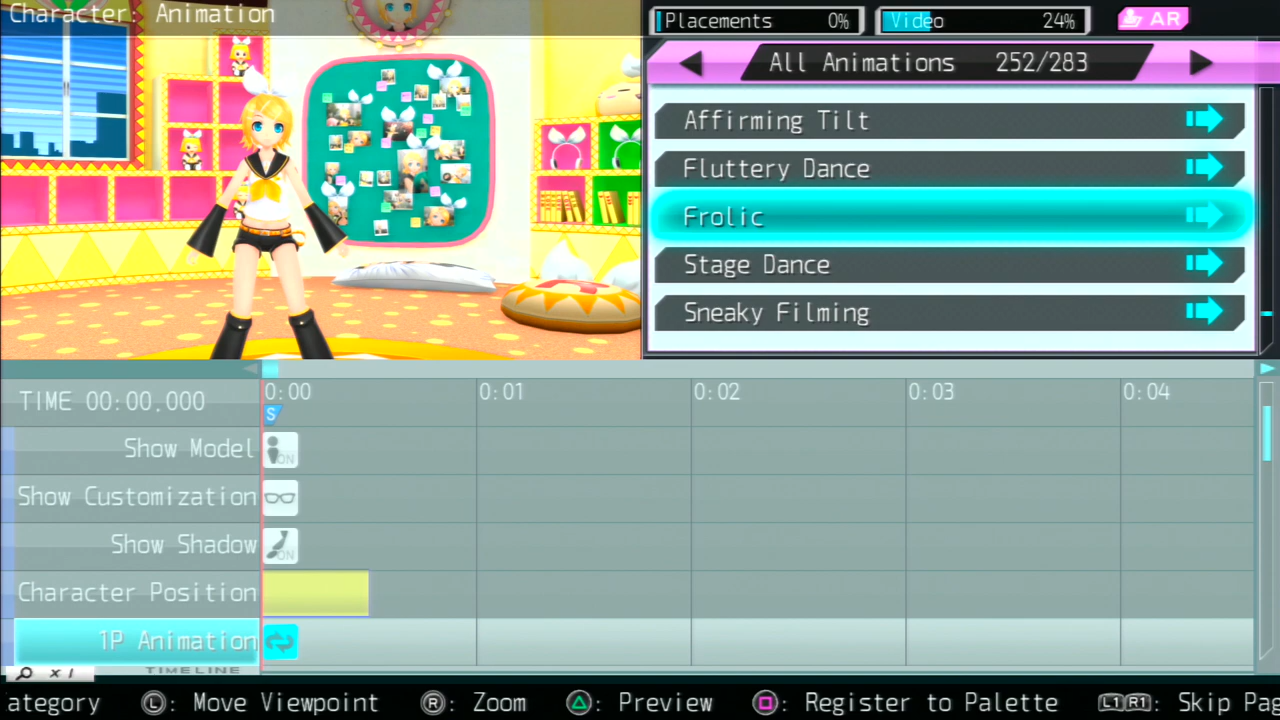 Character: Animation
Placements 0%
Video 24%
AR
All Animations 252/283
Affirming Tilt
Fluttery Dance
Frolic
Stage Dance
Sneaky Filming
TIME 00:00.000
0:00 0:01 0:02 0:03 0:04
S
Show Model
ON
Show Customization
Show Shadow
ON
Character Position
1P Animation
x 1
TIMELINE
ategory L: Move Viewpoint R: Zoom : Preview : Register to Palette L1R1: Skip Pag